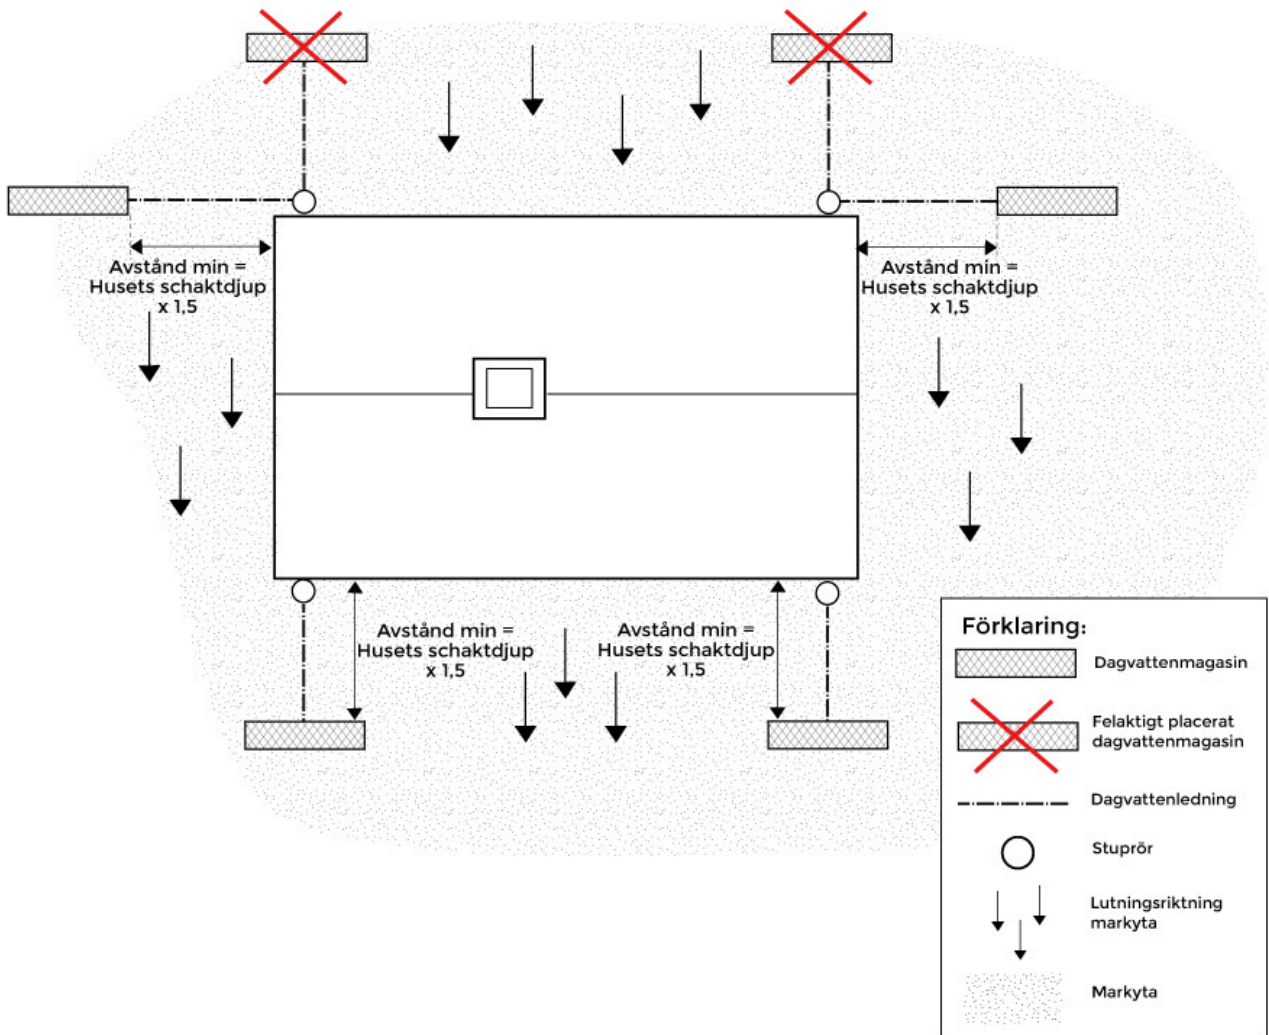 Avstånd min =
Husets schaktdjup
x 1,5
Avstånd min =
Husets schaktdjup
x 1,5
Avstånd min =
Husets schaktdjup
x 1,5
Avstånd min =
Husets schaktdjup
x 1,5
Förklaring:
Dagvattenmagasin
Felaktigt placerat
dagvattenmagasin
Dagvattenledning
Stuprör
Lutningsriktning
markyta
Markyta